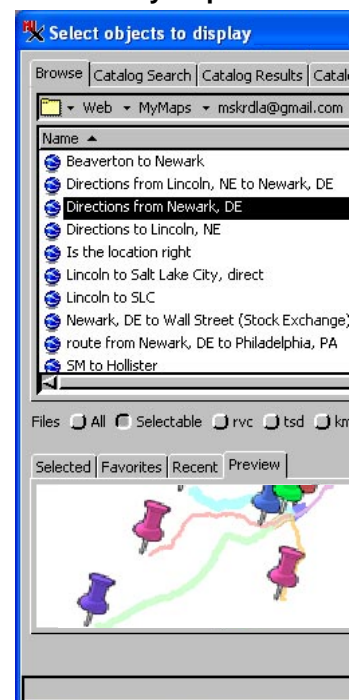 Select objects to display
Browse Catalog Search Catalog Results
Web MyMaps mskrdla@gmail.com
Name
Beaverton to Newark
Directions from Lincoln, NE to Newark, DE
Directions from Newark, DE
Directions to Lincoln, NE
Is the location right
Lincoln to Salt Lake City, direct
Lincoln to SLC
Newark, DE to Wall Street (Stock Exchange)
route from Newark, DE to Philadelphia, PA
SM to Hollister
Files All Selectable rvc tsd
Selected Favorites Recent Preview